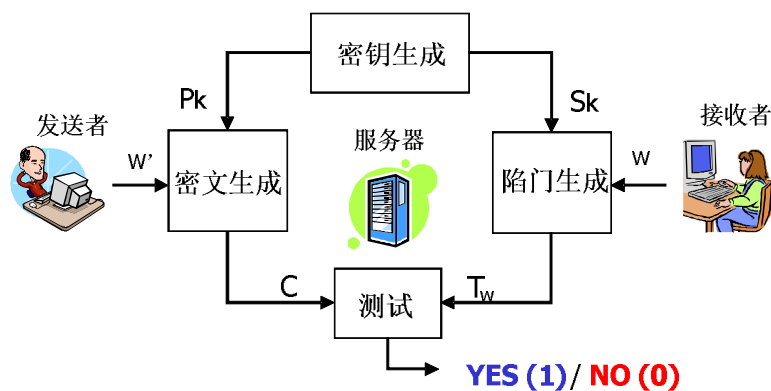 密钥生成
Pk
Sk
发送者
服务器
接收者
W’
密文生成
陷门生成
w
C
测试
Tw
YES (1)/ NO (0)